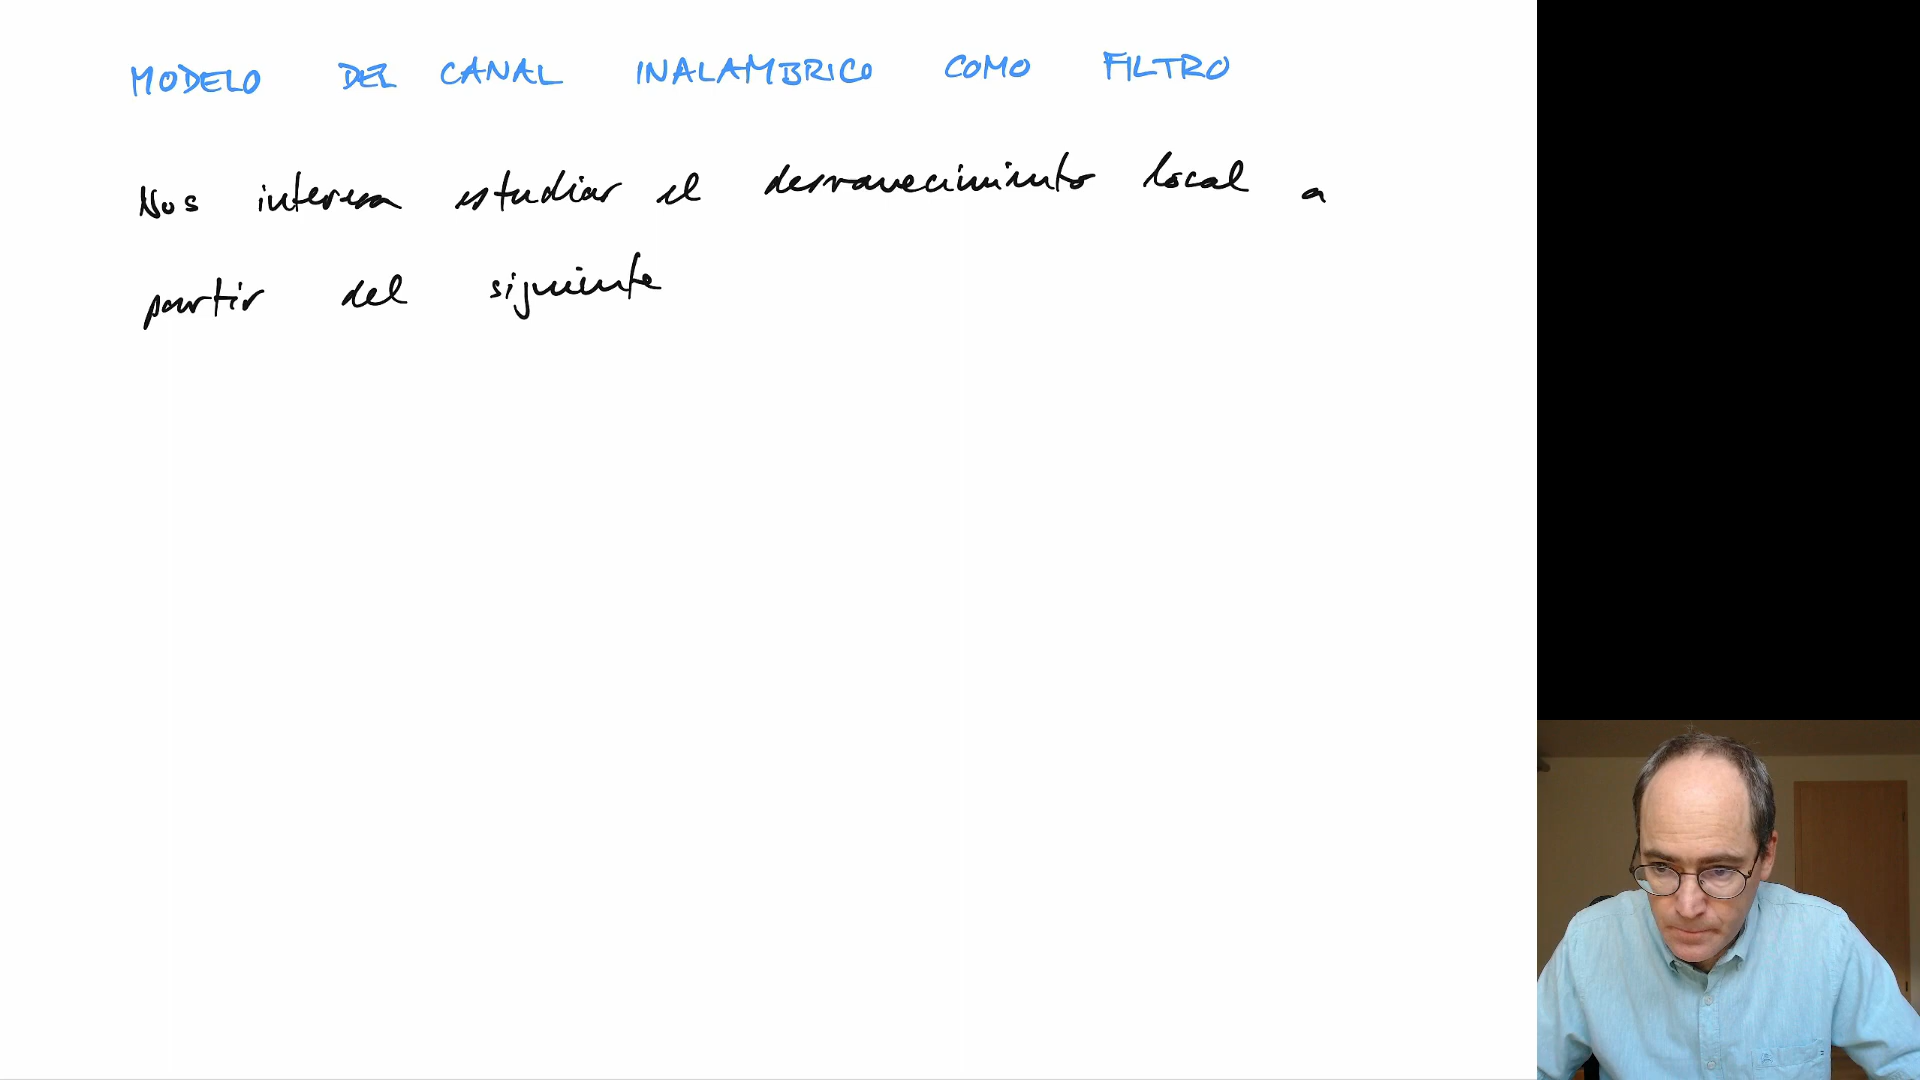 MODELO DEL CANAL INALAMBRICO COMO FILTRO
Nos interesa estudiar el desvanecimiento local a
partir del siguiente